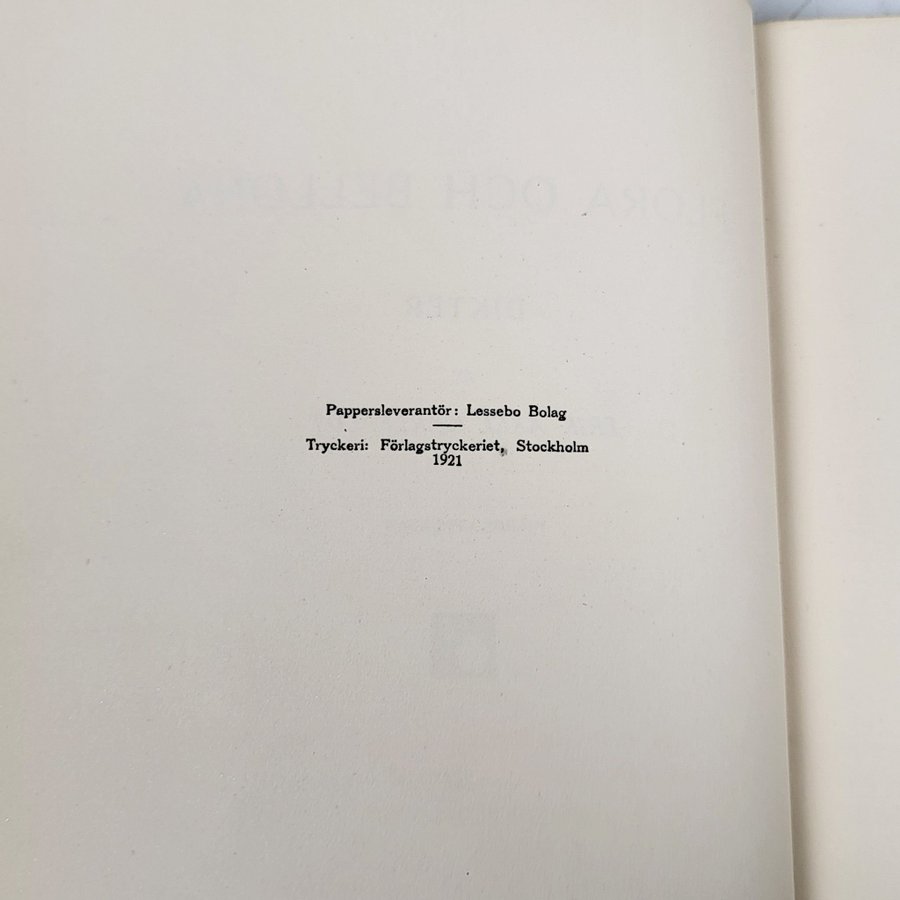 Pappersleverantör: Lessebo Bolag
Tryckeri: Förlagstryckeriet, Stockholm
1921